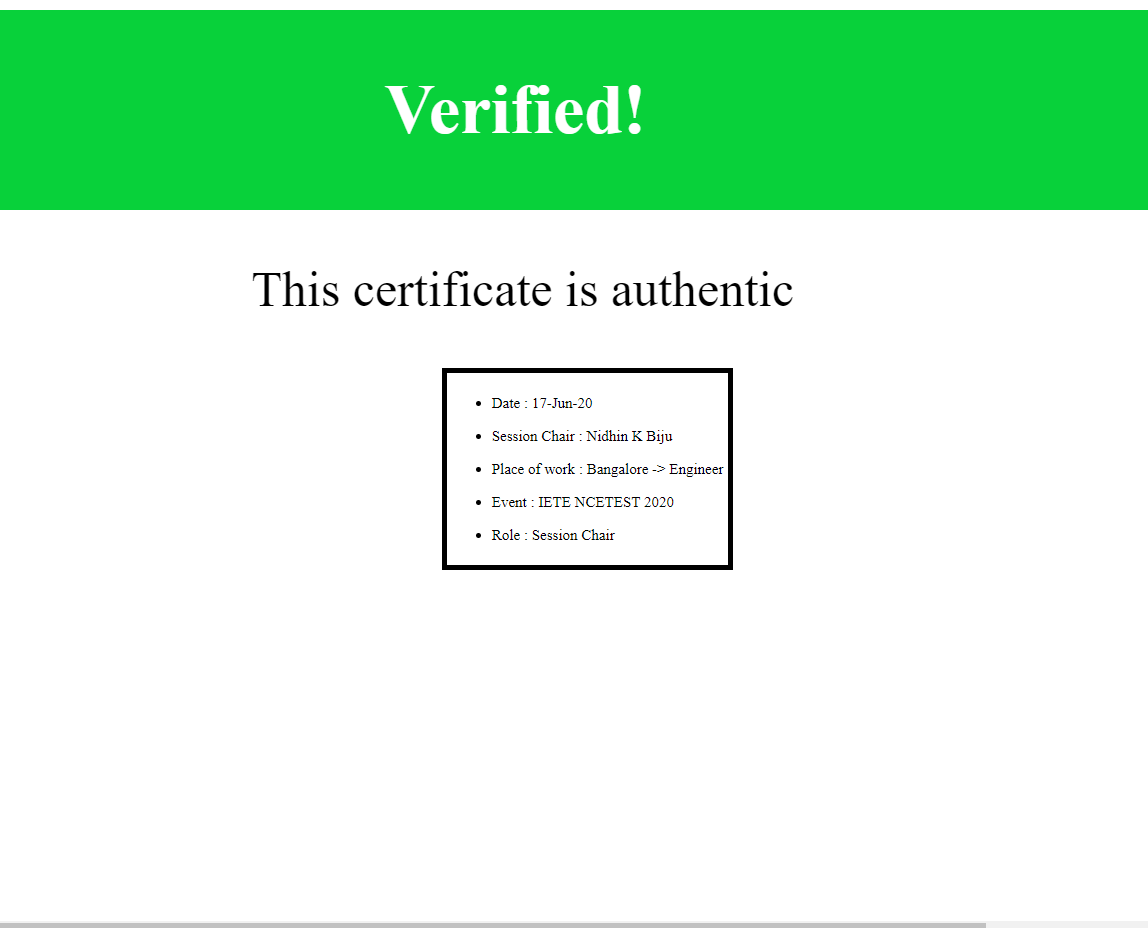 Verified!
This certificate is authentic
Date : 17-Jun-20
Session Chair : Nidhin K Biju
Place of work : Bangalore -> Engineer
Event : IETE NCETEST 2020
Role : Session Chair